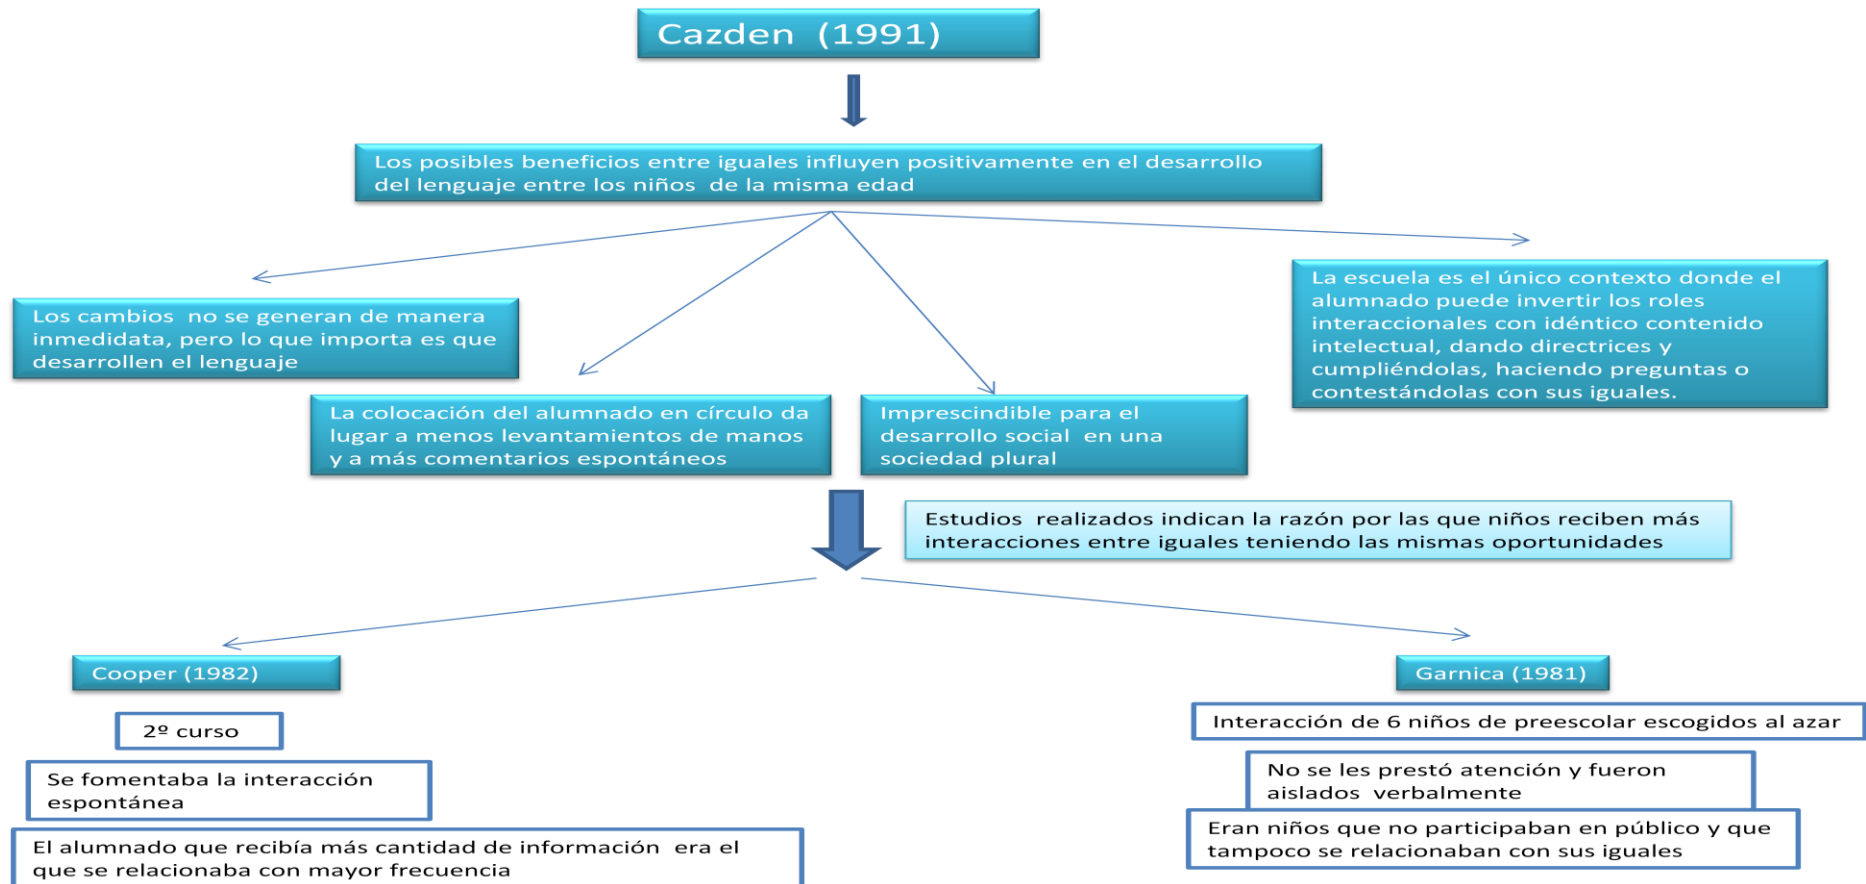 Cazden (1991)
Los posibles beneficios entre iguales influyen positivamente en el desarrollo
del lenguaje entre los niños de la misma edad
Los cambios no se generan de manera
inmedidata, pero lo que importa es que
desarrollen el lenguaje
La colocación del alumnado en círculo da
lugar a menos levantamientos de manos
y a más comentarios espontáneos
Imprescindible para el
desarrollo social en una
sociedad plural
La escuela es el único contexto donde el
alumnado puede invertir los roles
interaccionales con idéntico contenido
intelectual, dando directrices y
cumpliéndolas, haciendo preguntas o
contestándolas con sus iguales.
Estudios realizados indican la razón por las que niños reciben más
interacciones entre iguales teniendo las mismas oportunidades
Cooper (1982)
2º curso
Se fomentaba la interacción
espontánea
El alumnado que recibía más cantidad de información era el
que se relacionaba con mayor frecuencia
Garnica (1981)
Interacción de 6 niños de preescolar escogidos al azar
No se les prestó atención y fueron
aislados verbalmente
Eran niños que no participaban en público y que
tampoco se relacionaban con sus iguales